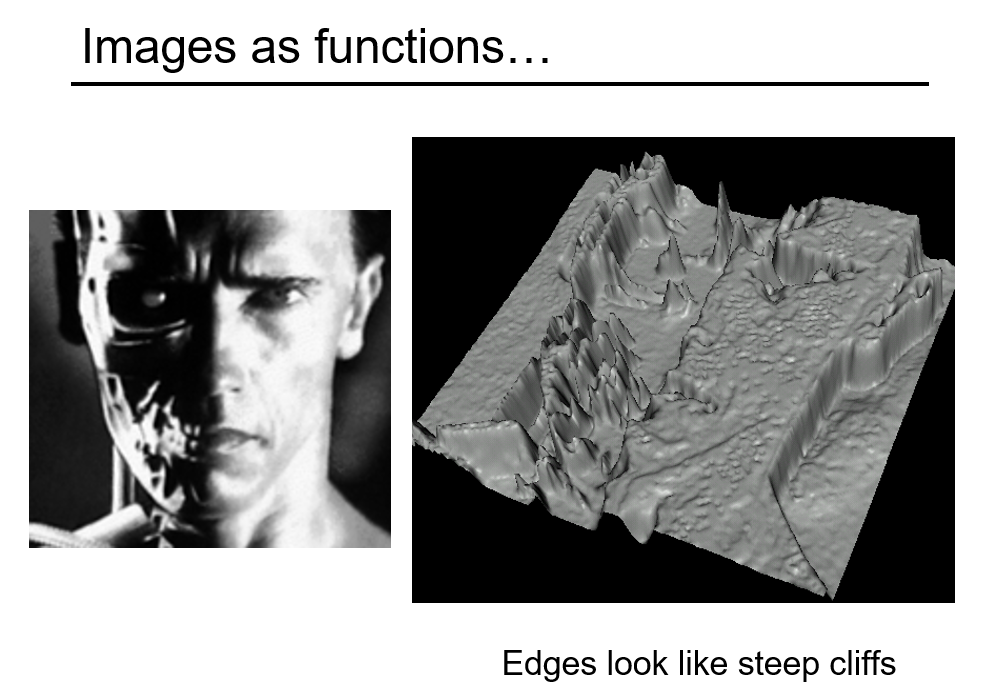 Images as functions…
Edges look like steep cliffs